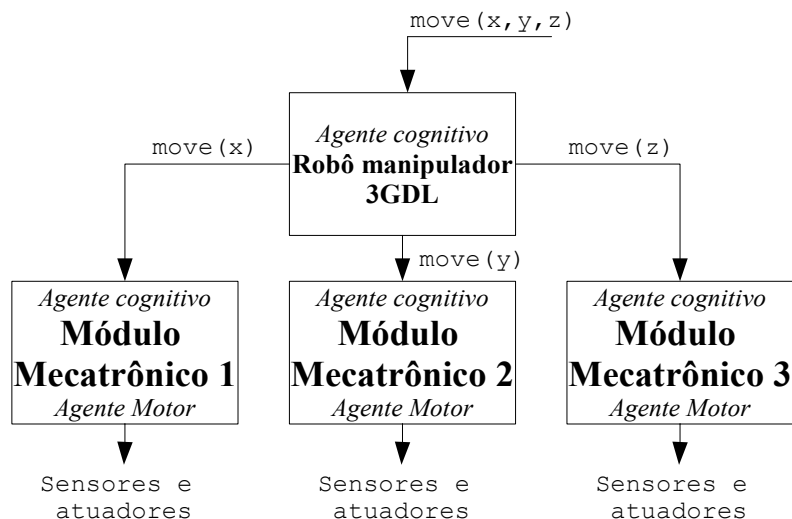 move(x,y,z)
Agente cognitivo
Robô manipulador
3GDL
move(x)
move(z)
move(y)
Agente cognitivo
Módulo
Mecatrônico 1
Agente Motor
Agente cognitivo
Módulo
Mecatrônico 2
Agente Motor
Agente cognitivo
Módulo
Mecatrônico 3
Agente Motor
Sensores e
atuadores
Sensores e
atuadores
Sensores e
atuadores